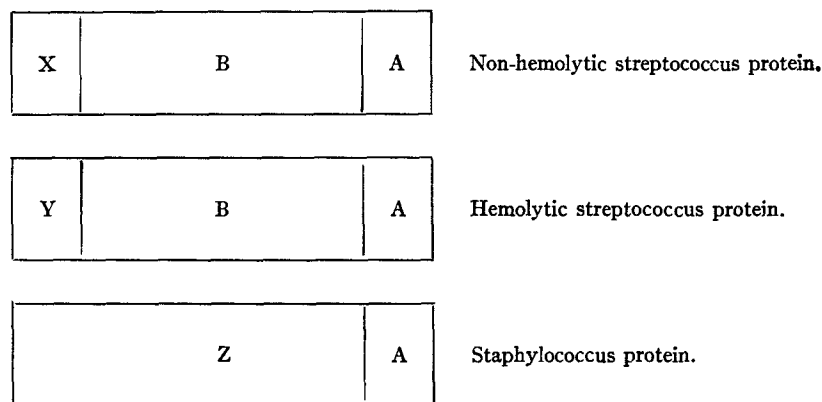 X B A Non-hemolytic streptococcus protein.
Y B A Hemolytic streptococcus protein.
Z A Staphylococcus protein.